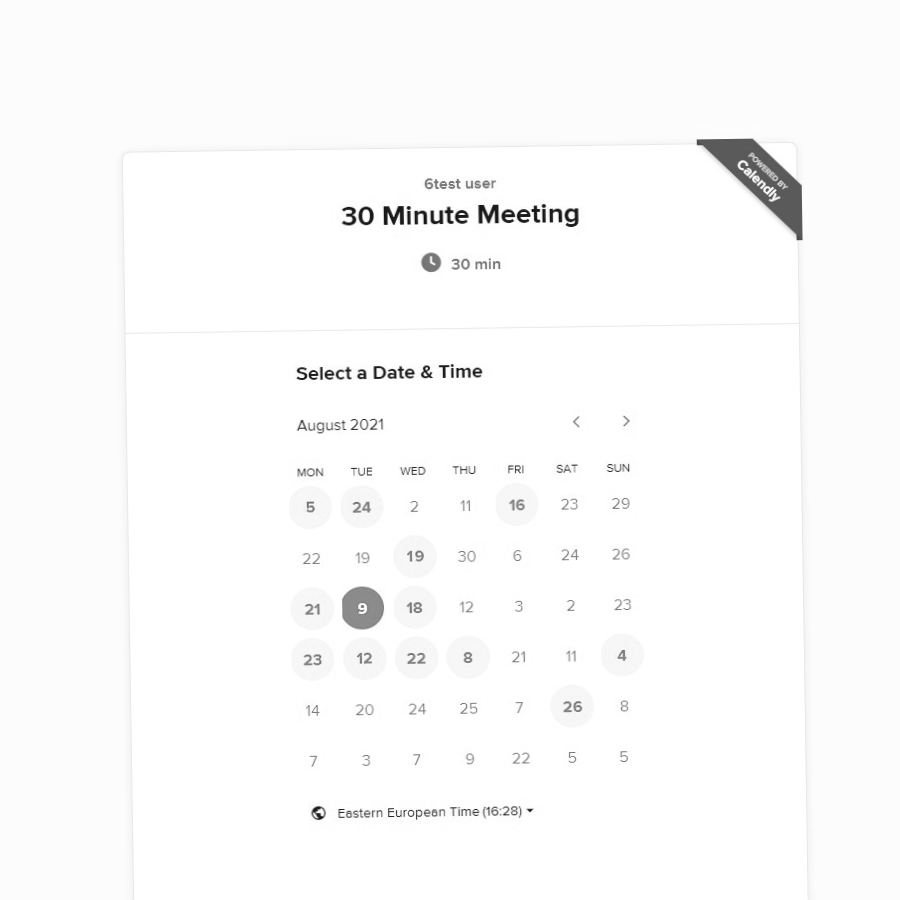 POWERED BY
Calendly
6test user
30 Minute Meeting
30 min
Select a Date & Time
August 2021
MON TUE WED THU FRI SAT SUN
5 24 2 11 16 23 29
22 19 19 30 6 24 26
21 9 18 12 3 2 23
23 12 22 8 21 11 4
14 20 24 25 7 26 8
7 3 7 9 22 5 5
Eastern European Time (16:28)